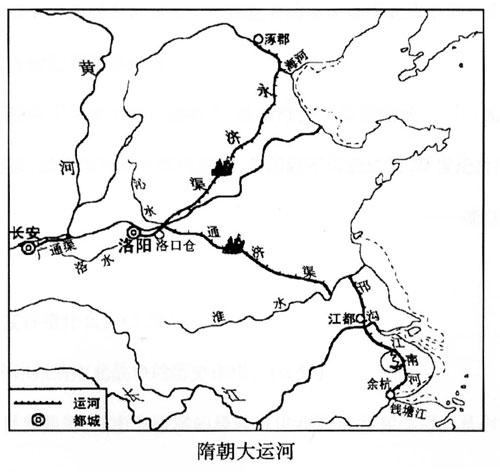 涿郡
海河
永济渠
黄河
沁水
长安
广通渠
洛水
洛阳
洛口仓
通济渠
淮水
邗沟
江都
江南河
长江
余杭
钱塘江
运河
都城
隋朝大运河